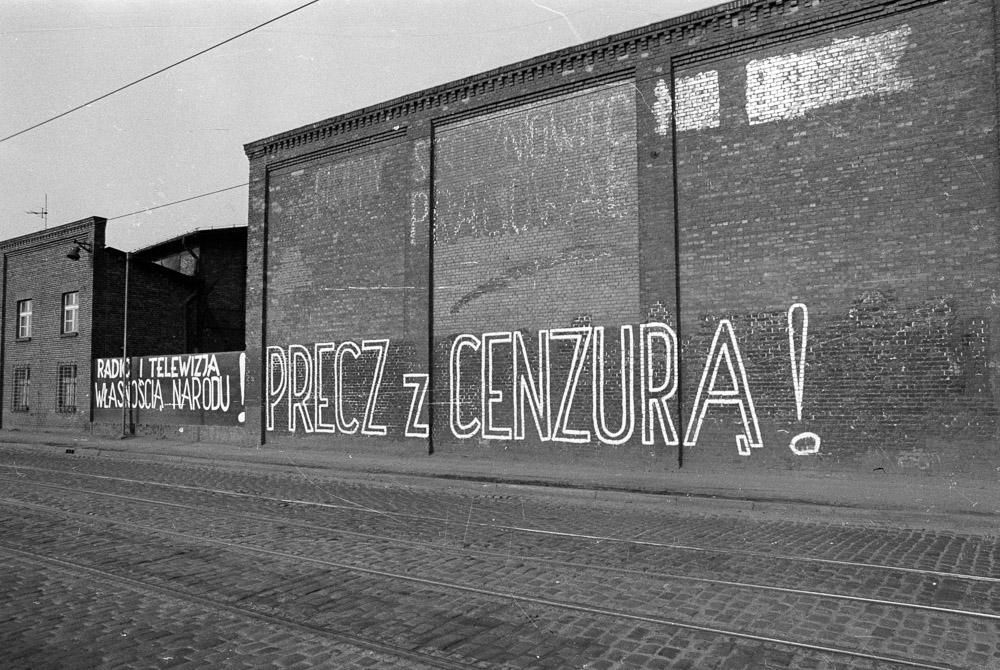 RADIO I TELEWIZJA
WŁASNOŚCIĄ NARODU!
PRECZ z CENZURĄ!